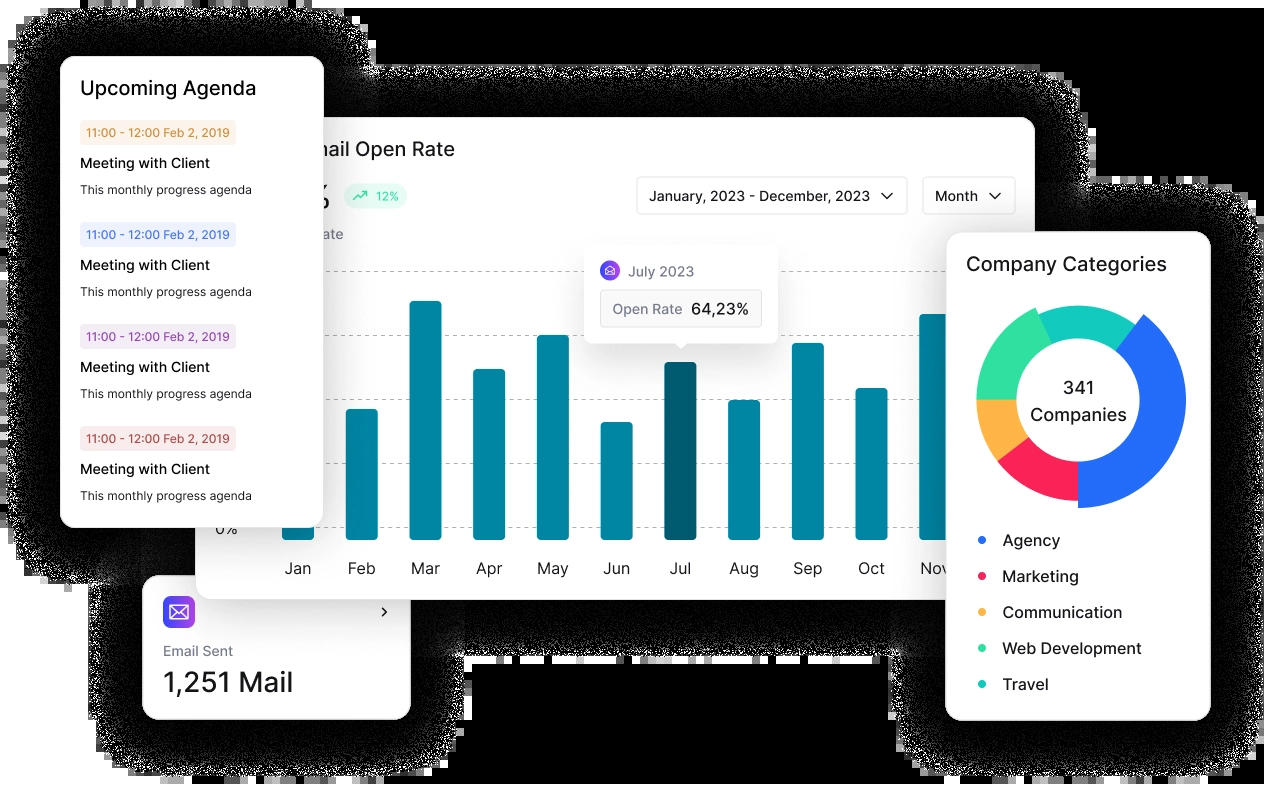 Upcoming Agenda
11:00 - 12:00 Feb 2, 2019
Meeting with Client
This monthly progress agenda
11:00 - 12:00 Feb 2, 2019
Meeting with Client
This monthly progress agenda
11:00 - 12:00 Feb 2, 2019
Meeting with Client
This monthly progress agenda
11:00 - 12:00 Feb 2, 2019
Meeting with Client
This monthly progress agenda
Open Rate
12%
January, 2023 - December, 2023
Month
July 2023
Open Rate 64,23%
0%
Jan Feb Mar Apr May Jun Jul Aug Sep Oct Nov
Company Categories
341
Companies
Agency
Marketing
Communication
Web Development
Travel
Email Sent
1,251 Mail